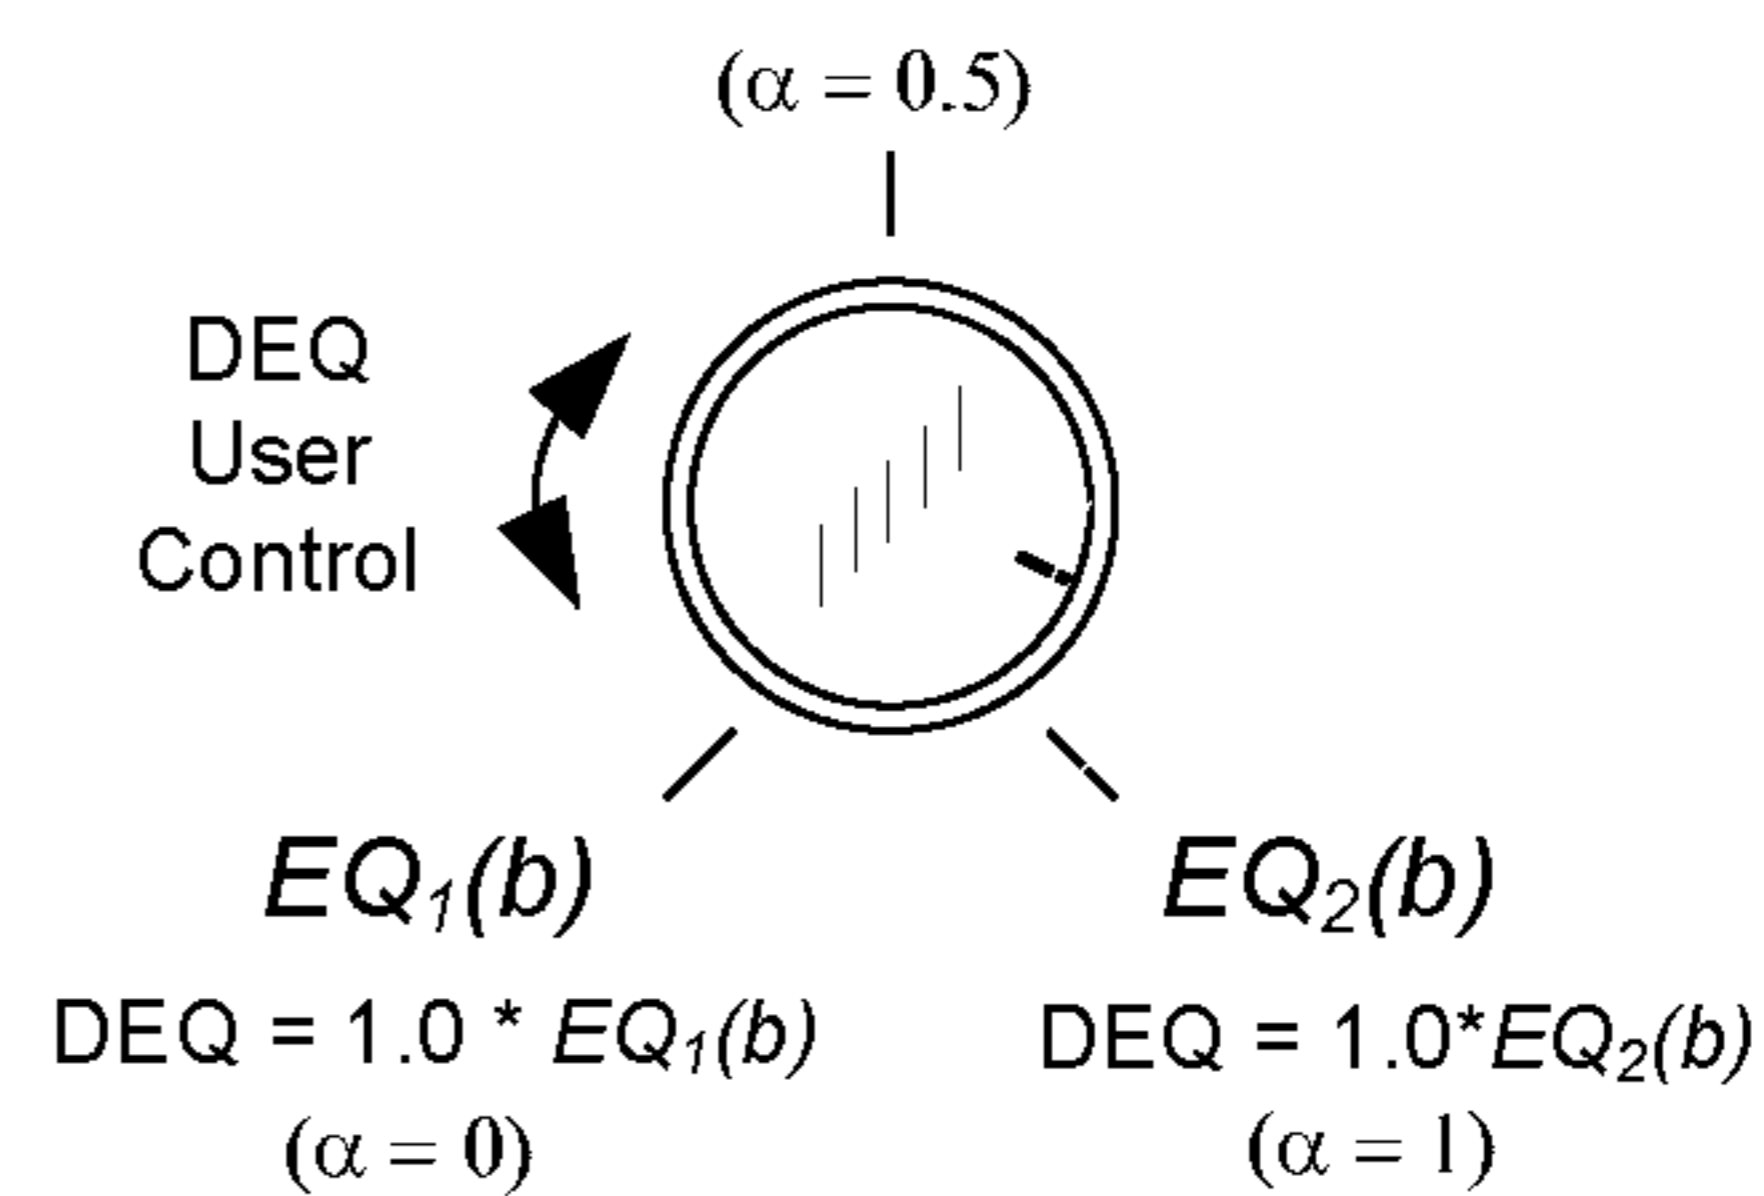 (α = 0.5)
DEQ
User
Control
EQ₁(b)
EQ₂(b)
DEQ = 1.0 * EQ₁(b)
DEQ = 1.0*EQ₂(b)
(α = 0)
(α = 1)